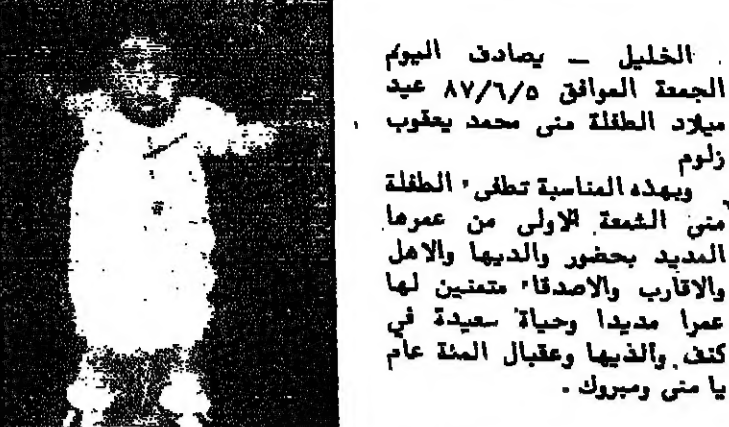 الخليل ــ يصادف اليوم
الجمعة الموافق ٨٧/٦/٥ عيد
ميلاد الطفلة منى محمد يعقوب
زلوم
وبهذه المناسبة تطفىء الطفلة
منى الشمعة الاولى من عمرها
المديد بحضور والديها والاهل
والاقارب والاصدقاء متمنين لها
عمرا مديدا وحياة سعيدة في
كنف والديها وعقبال المئة عام
يا منى ومبروك .